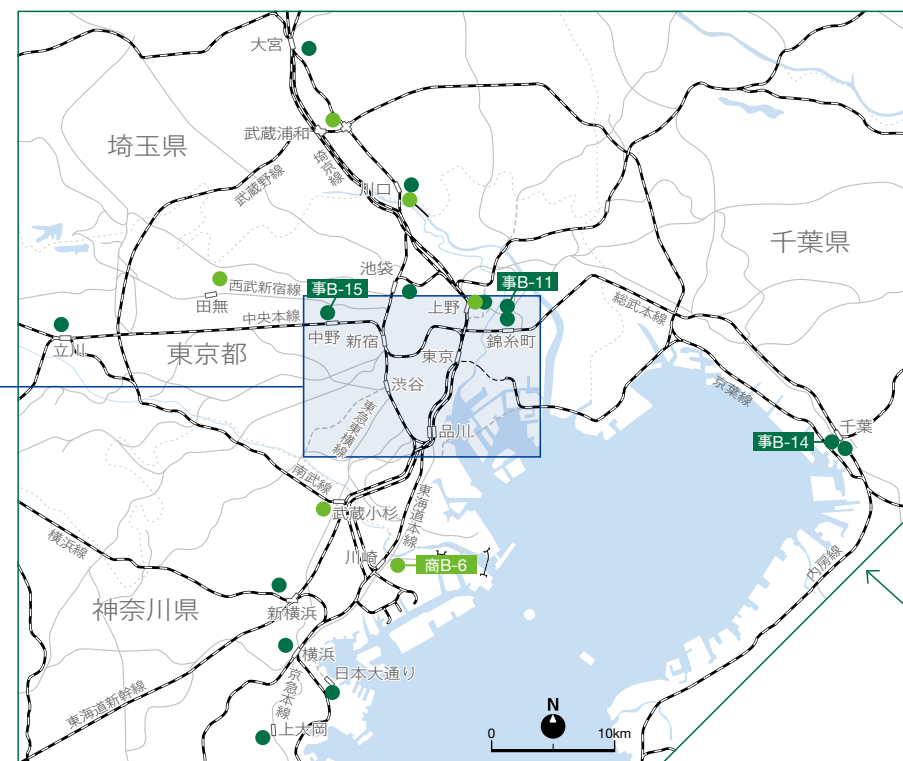 大宮
武蔵浦和
埼玉県
埼京線
武蔵野線
川口
千葉県
池袋
事B-11
西武新宿線
事B-15
田無
上野
総武本線
中央本線
中野
新宿
東京
錦糸町
立川
東京都
渋谷
京葉線
東急東横線
品川
千葉
事B-14
南武線
武蔵小杉
東海道本線
横浜線
川崎
商B-6
内房線
神奈川県
新横浜
横浜
日本大通り
京急本線
東海道新幹線
上大岡
N
0
10km